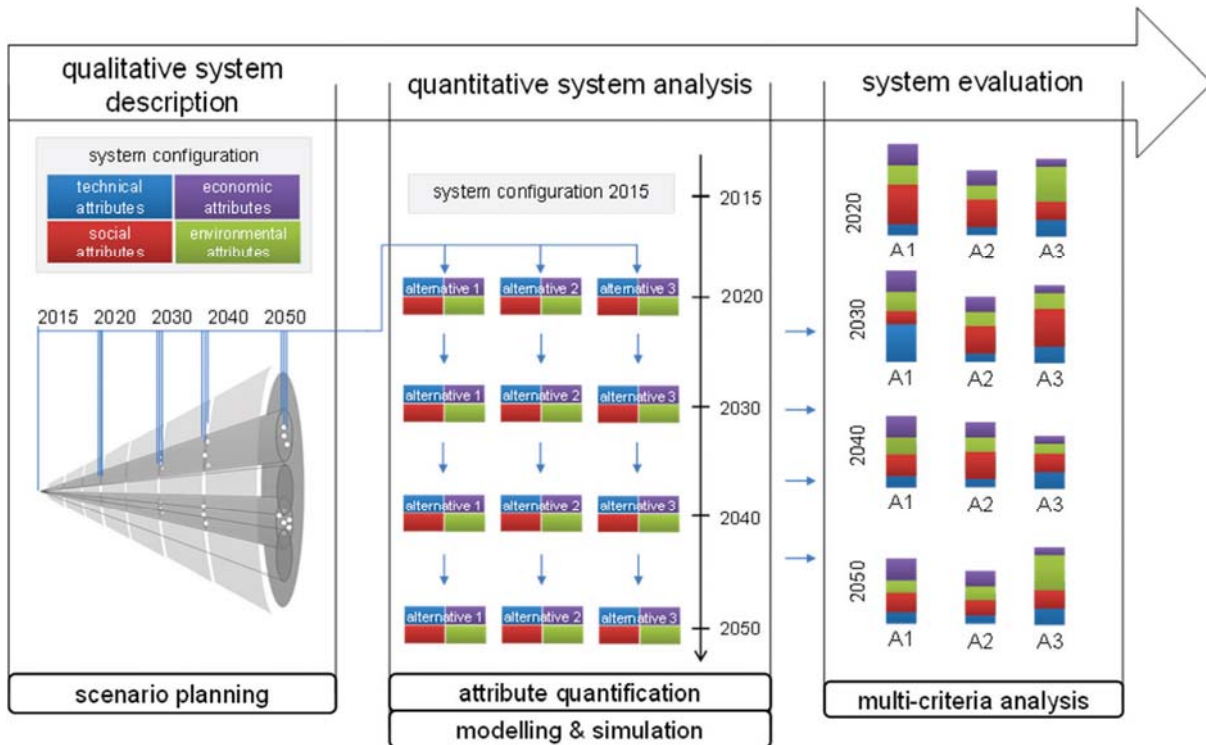 qualitative system
description
quantitative system analysis
system evaluation
system configuration
technical
attributes
economic
attributes
social
attributes
environmental
attributes
2015 2020 2030 2040 2050
scenario planning
system configuration 2015
2015
alternative 1 alternative 2 alternative 3
2020
alternative 1 alternative 2 alternative 3
2030
alternative 1 alternative 2 alternative 3
2040
alternative 1 alternative 2 alternative 3
2050
attribute quantification
modelling & simulation
2020
A1 A2 A3
2030
A1 A2 A3
2040
A1 A2 A3
2050
A1 A2 A3
multi-criteria analysis